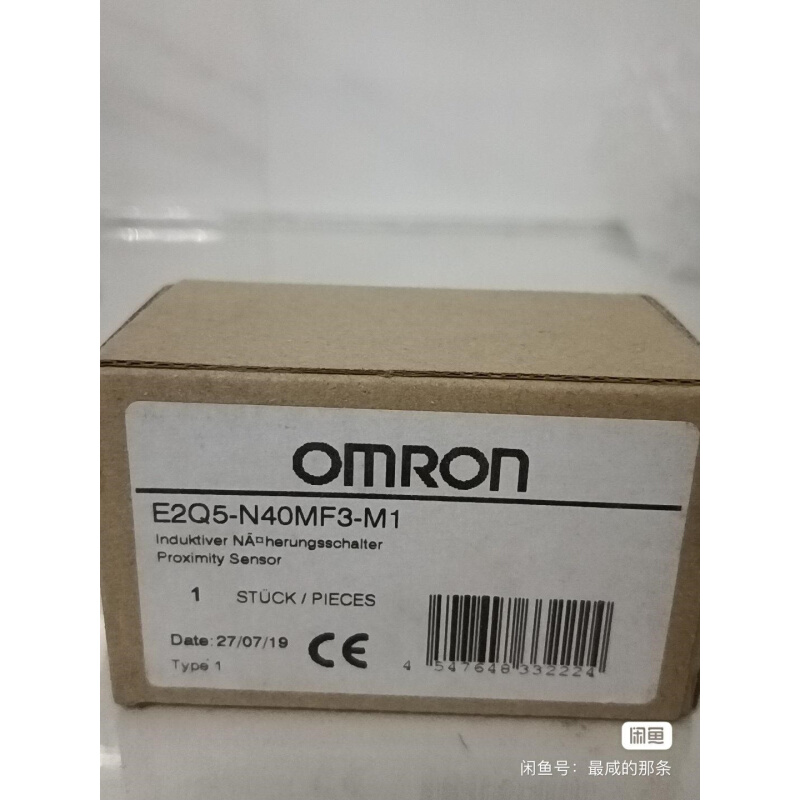 OMRON
E2Q5-N40MF3-M1
Induktiver NÃ¤herungsschalter
Proximity Sensor
1 STÜCK / PIECES
Date: 27/07/19 CE
Type 1
4 547648 332224
闲鱼
闲鱼号：最咸的那条